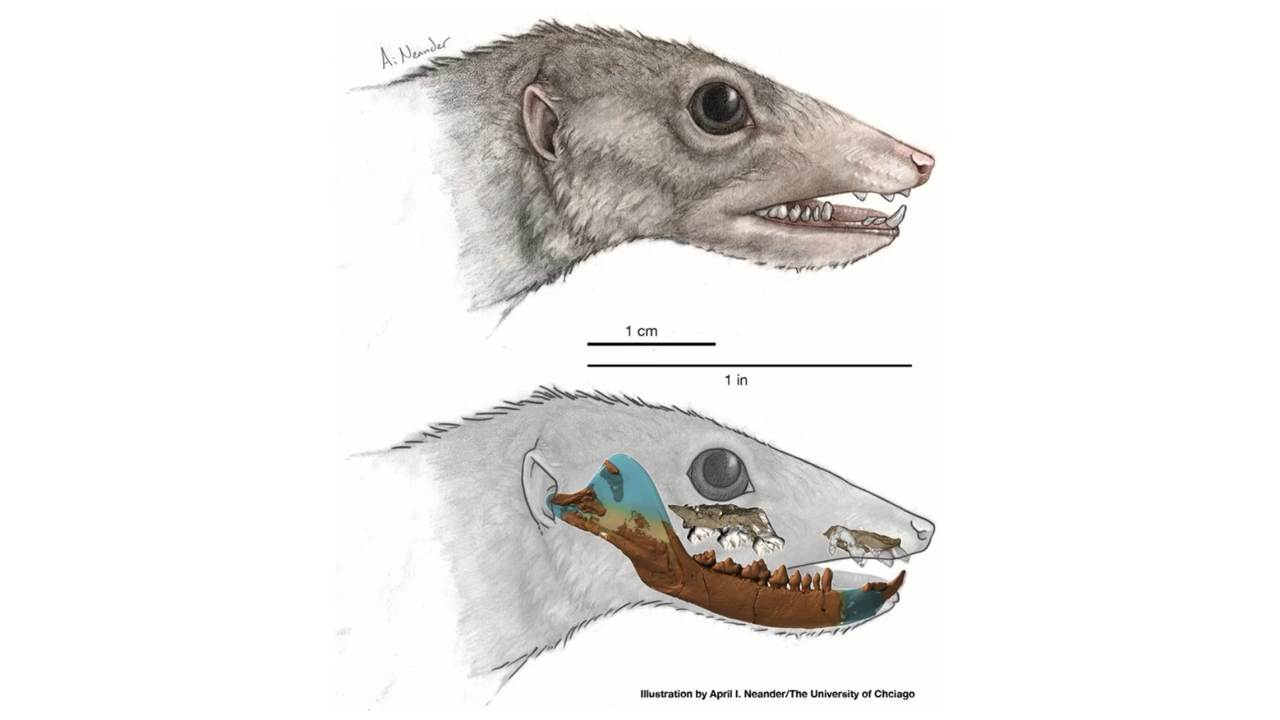 A. Neander
1 cm
1 in
Illustration by April I. Neander/The University of Chciago